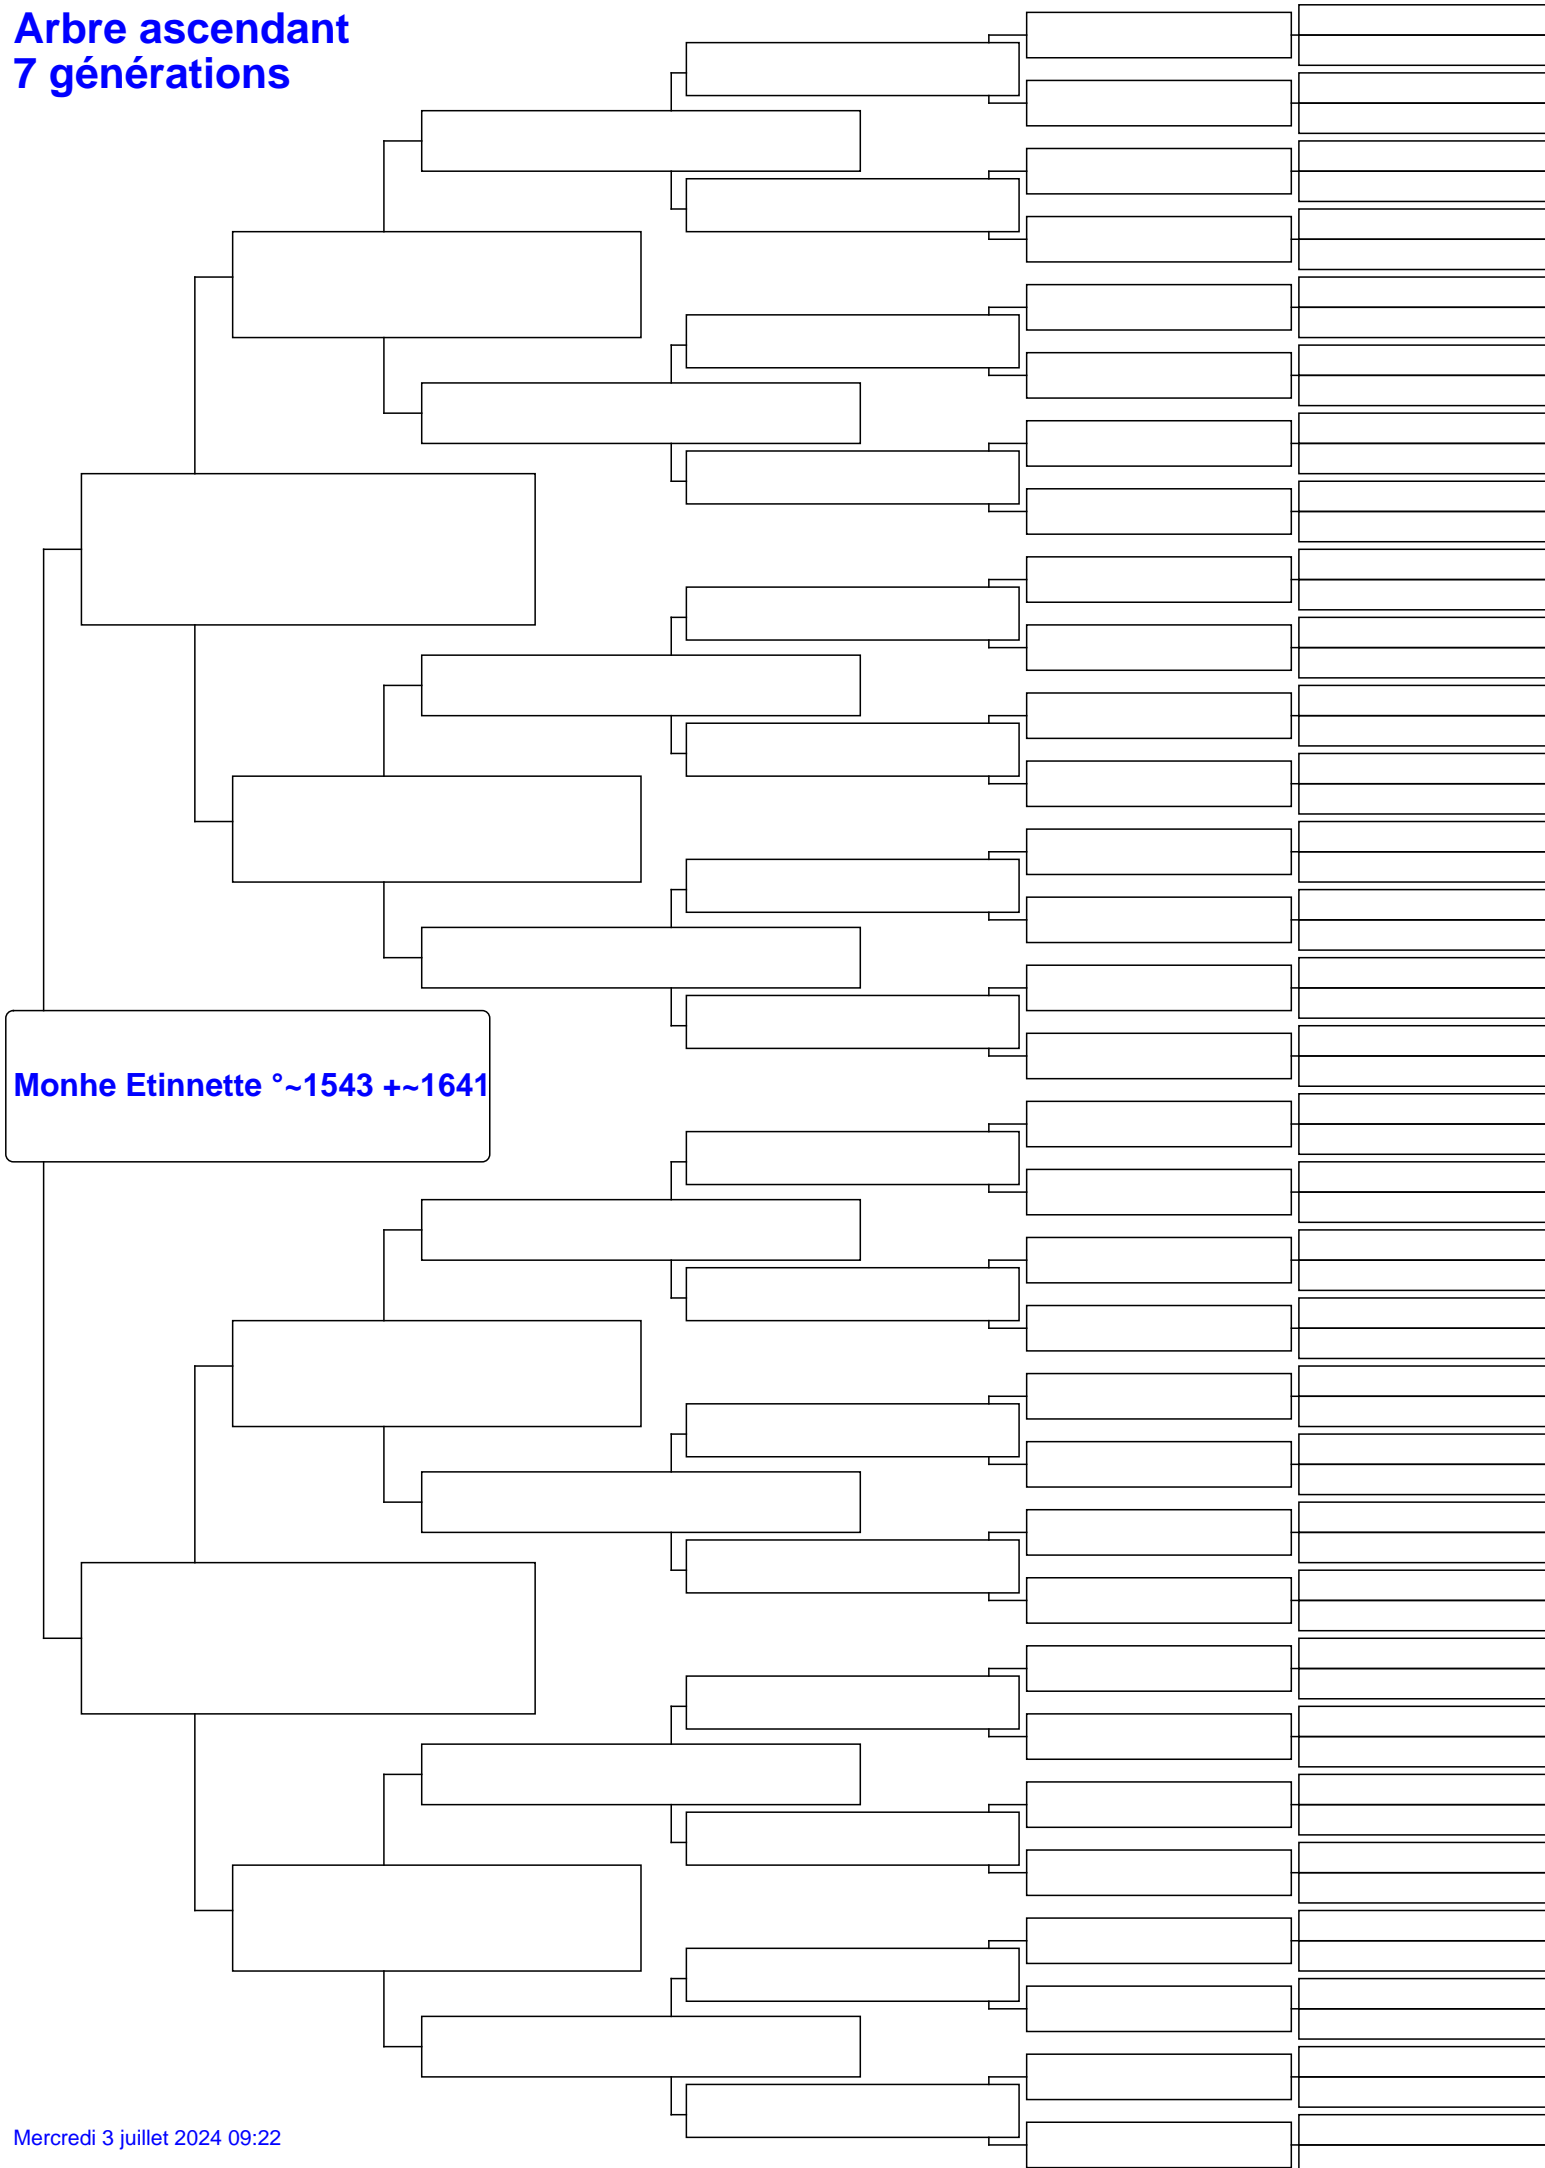 Arbre ascendant
7 générations
Monhe Etinnette °~1543 +~1641
Mercredi 3 juillet 2024 09:22